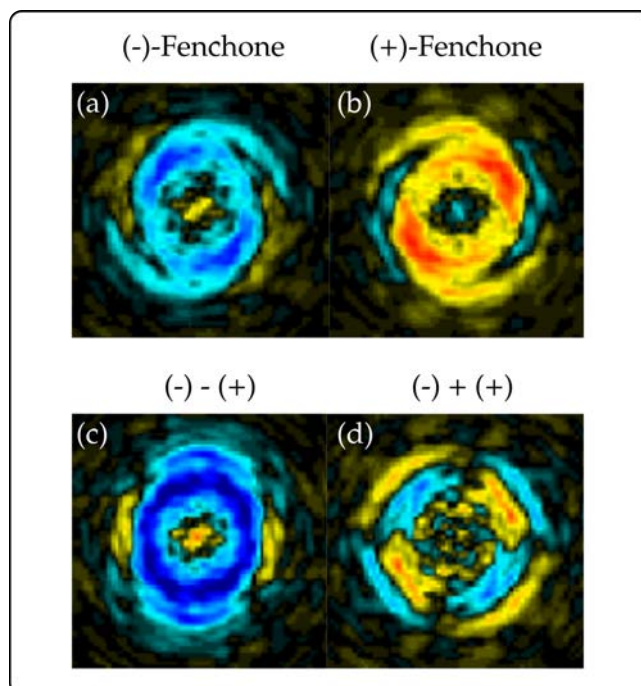 (-)-Fenchone (+)-Fenchone
(a) (b)
(-) - (+) (-) + (+)
(c) (d)